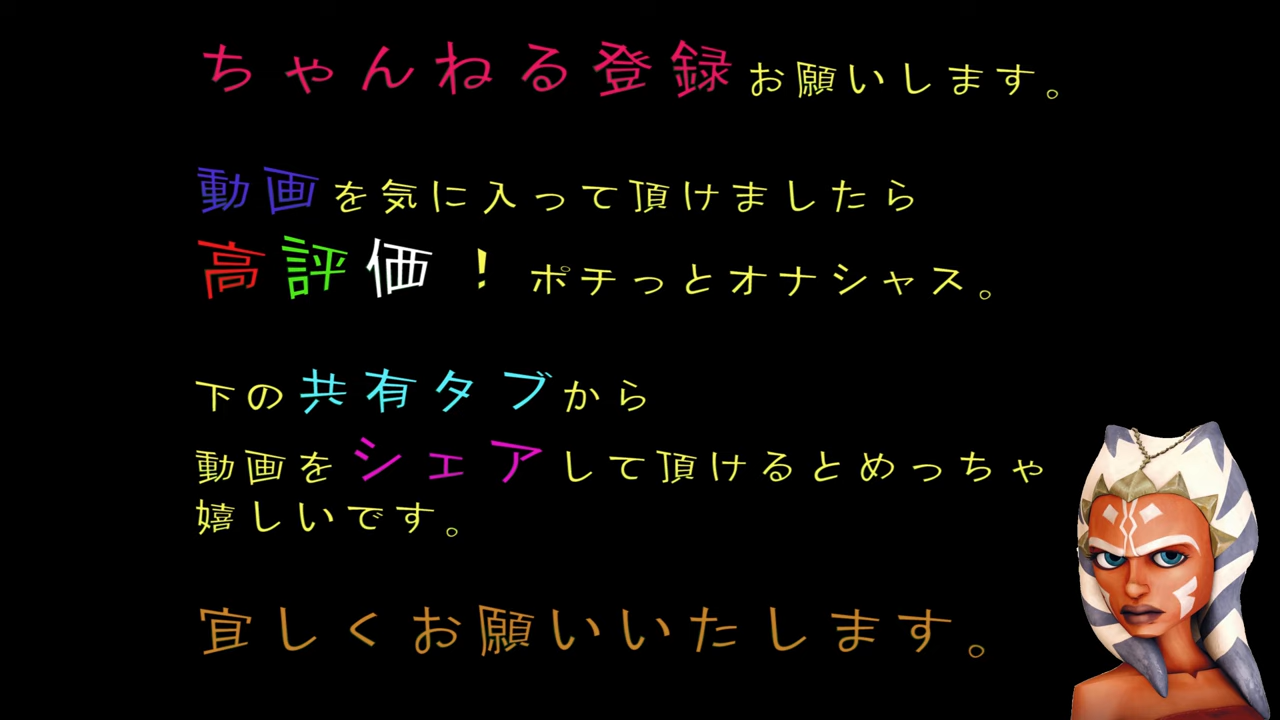 ちゃんねる登録お願いします。
動画を気に入って頂けましたら
高評価！ポチっとオナシャス。
下の共有タブから
動画をシェアして頂けるとめっちゃ
嬉しいです。
宜しくお願いいたします。